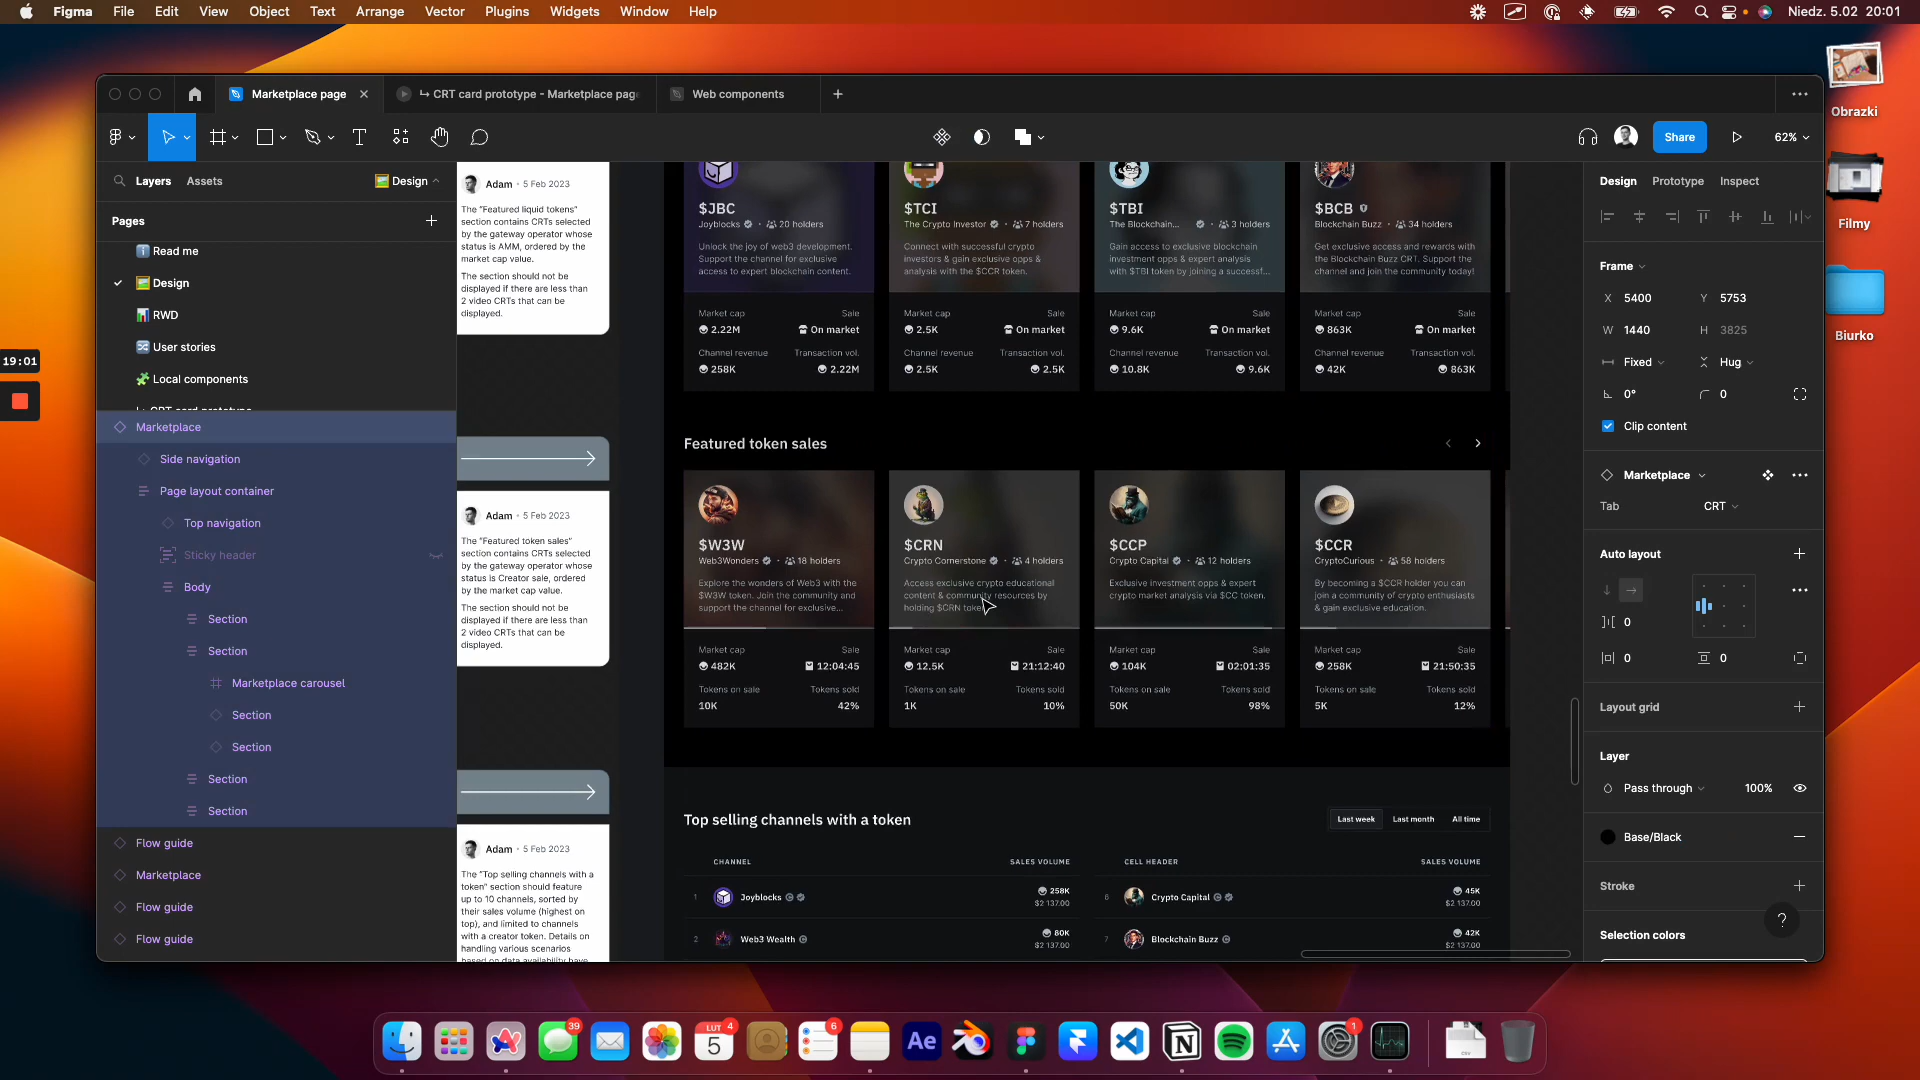 Figma File Edit View Object Text Arrange Vector Plugins Widgets Window Help
Niedz. 5.02 20:01
Obrazki
Filmy
Biurko
19:01
Marketplace page
↳ CRT card prototype - Marketplace page
Web components
Share
62%
Layers Assets
Design
Pages
Read me
Design
RWD
User stories
Local components
↳ CRT card prototype
Marketplace
Side navigation
Page layout container
Top navigation
Sticky header
Body
Section
Section
Marketplace carousel
Section
Section
Section
Section
Flow guide
Marketplace
Flow guide
Flow guide
Adam · 5 Feb 2023
The "Featured liquid tokens"
section contains CRTs selected
by the gateway operator whose
status is AMM, ordered by the
market cap value.
The section should not be
displayed if there are less than
2 video CRTs that can be
displayed.
Adam · 5 Feb 2023
The "Featured token sales"
section contains CRTs selected
by the gateway operator whose
status is Creator sale, ordered
by the market cap value.
The section should not be
displayed if there are less than
2 video CRTs that can be
displayed.
Adam · 5 Feb 2023
The "Top selling channels with a
token" section should feature
up to 10 channels, sorted by
their sales volume (highest on
top), and limited to channels
with a creator token. Details on
handling various scenarios
based on data availability have
$JBC
Joyblocks · 20 holders
Unlock the joy of web3 development.
Support the channel for exclusive
access to expert blockchain content.
Market cap Sale
2.22M On market
Channel revenue Transaction vol.
258K 2.22M
$TCI
The Crypto Investor · 7 holders
Connect with successful crypto
investors & gain exclusive opps &
analysis with the $CCR token.
Market cap Sale
2.5K On market
Channel revenue Transaction vol.
2.5K 2.5K
$TBI
The Blockchain... · 3 holders
Gain access to exclusive blockchain
investment opps & expert analysis
with $TBI token by joining a successf...
Market cap Sale
9.6K On market
Channel revenue Transaction vol.
10.8K 9.6K
$BCB
Blockchain Buzz · 34 holders
Get exclusive access and rewards with
the Blockchain Buzz CRT. Support the
channel and join the community today!
Market cap Sale
863K On market
Channel revenue Transaction vol.
42K 863K
Featured token sales
$W3W
Web3Wonders · 18 holders
Explore the wonders of Web3 with the
$W3W token. Join the community and
support the channel for exclusive...
Market cap Sale
482K 12:04:45
Tokens on sale Tokens sold
10K 42%
$CRN
Crypto Cornerstone · 4 holders
Access exclusive crypto educational
content & community resources by
holding $CRN token
Market cap Sale
12.5K 21:12:40
Tokens on sale Tokens sold
1K 10%
$CCP
Crypto Capital · 12 holders
Exclusive investment opps & expert
crypto market analysis via $CC token.
Market cap Sale
104K 02:01:35
Tokens on sale Tokens sold
50K 98%
$CCR
CryptoCurious · 58 holders
By becoming a $CCR holder you can
join a community of crypto enthusiasts
& gain exclusive education.
Market cap Sale
258K 21:50:35
Tokens on sale Tokens sold
5K 12%
Top selling channels with a token
Last week Last month All time
CHANNEL SALES VOLUME CELL HEADER SALES VOLUME
1 Joyblocks 258K
$2 137.00
6 Crypto Capital 45K
$2 137.00
2 Web3 Wealth 80K
$2 137.00
7 Blockchain Buzz 42K
$2 137.00
Design Prototype Inspect
Frame
X 5400 Y 5753
W 1440 H 3825
Fixed Hug
0° 0
Clip content
Marketplace
Tab CRT
Auto layout
0
0 0
Layout grid
Layer
Pass through 100%
Base/Black
Stroke
?
Selection colors
39
LUT 4
5
6
Ae
N
1
CSV